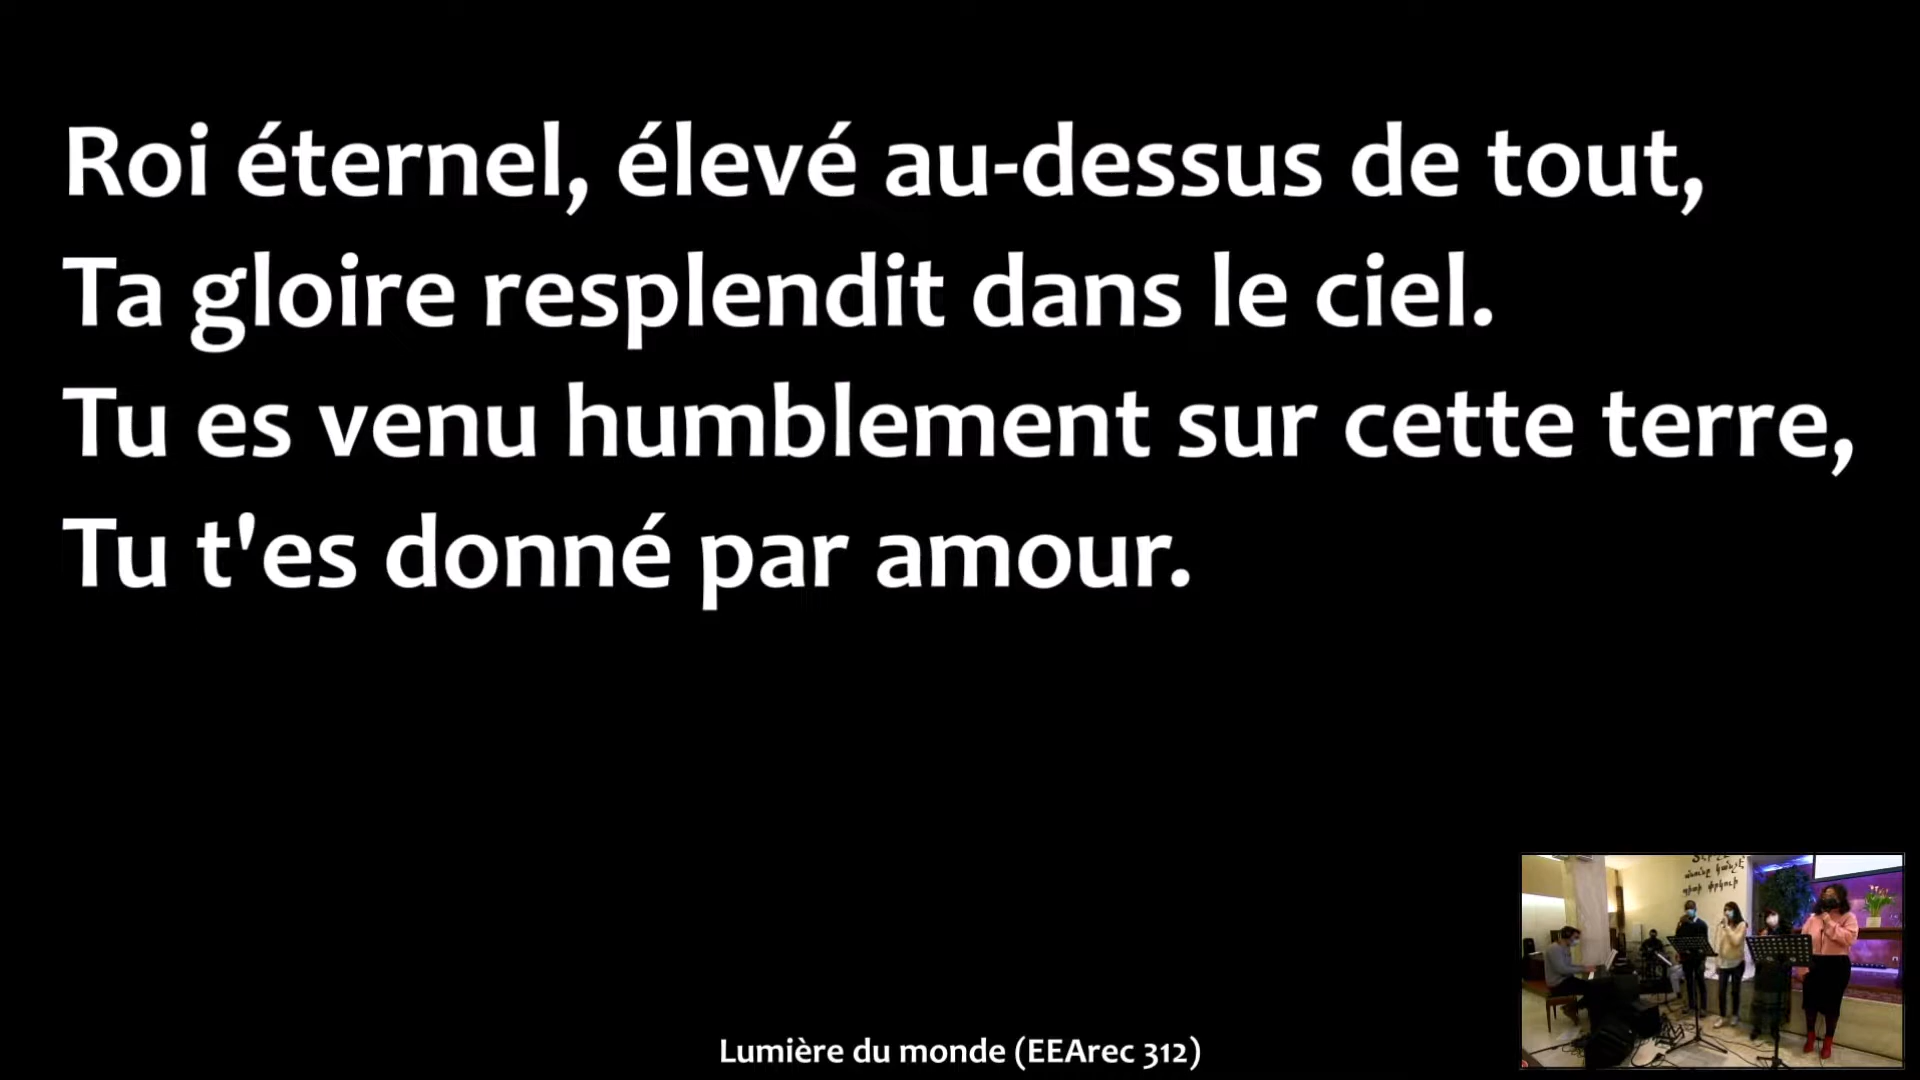 Roi éternel, élevé au-dessus de tout,
Ta gloire resplendit dans le ciel.
Tu es venu humblement sur cette terre,
Tu t'es donné par amour.
Lumière du monde (EEArec 312)